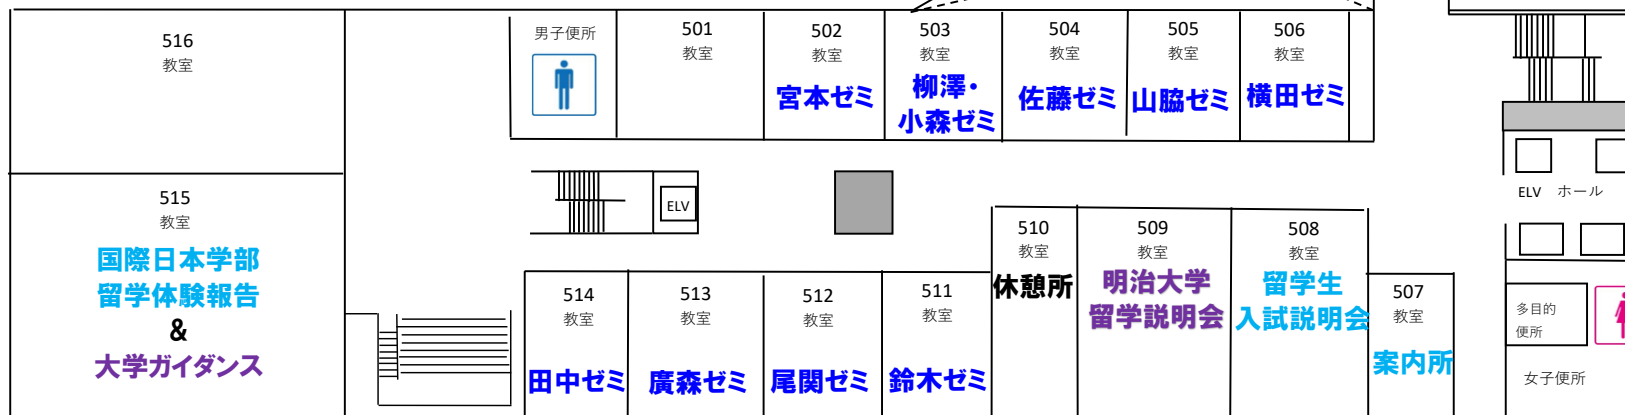 516
教室
男子便所
501
教室
502
教室
宮本ゼミ
503
教室
柳澤・
小森ゼミ
504
教室
佐藤ゼミ
505
教室
山脇ゼミ
506
教室
横田ゼミ
ELV
ELV ホール
515
教室
国際日本学部
留学体験報告
&
大学ガイダンス
514
教室
田中ゼミ
513
教室
廣森ゼミ
512
教室
尾関ゼミ
511
教室
鈴木ゼミ
510
教室
休憩所
509
教室
明治大学
留学説明会
508
教室
留学生
入試説明会
507
教室
案内所
多目的
便所
女子便所